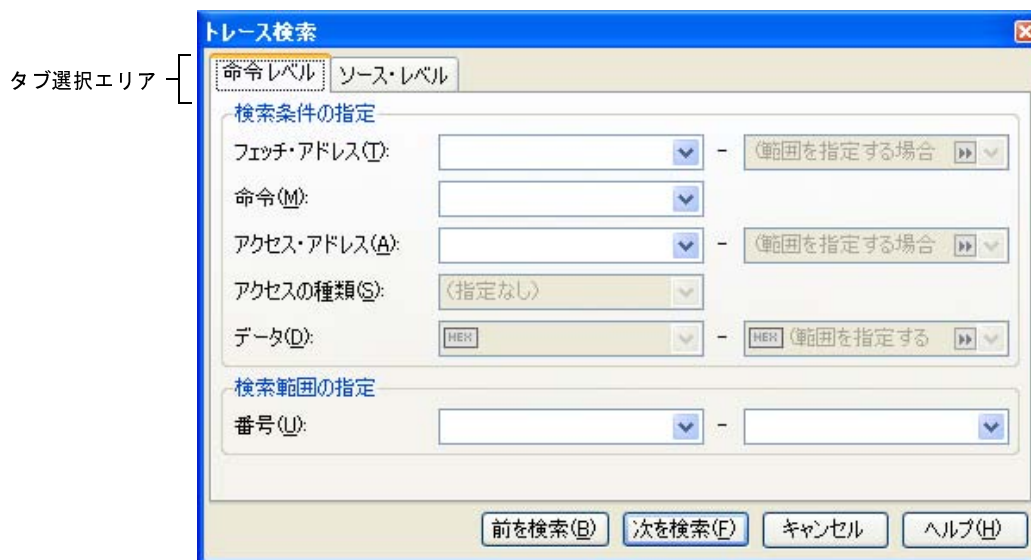 トレース検索
タブ選択エリア
命令レベル ソース・レベル
検索条件の指定
フェッチ・アドレス(T): - (範囲を指定する場合
命令(M):
アクセス・アドレス(A): - (範囲を指定する場合
アクセスの種類(S): (指定なし)
データ(D): HEX - HEX (範囲を指定する
検索範囲の指定
番号(U): -
前を検索(B) 次を検索(F) キャンセル ヘルプ(H)